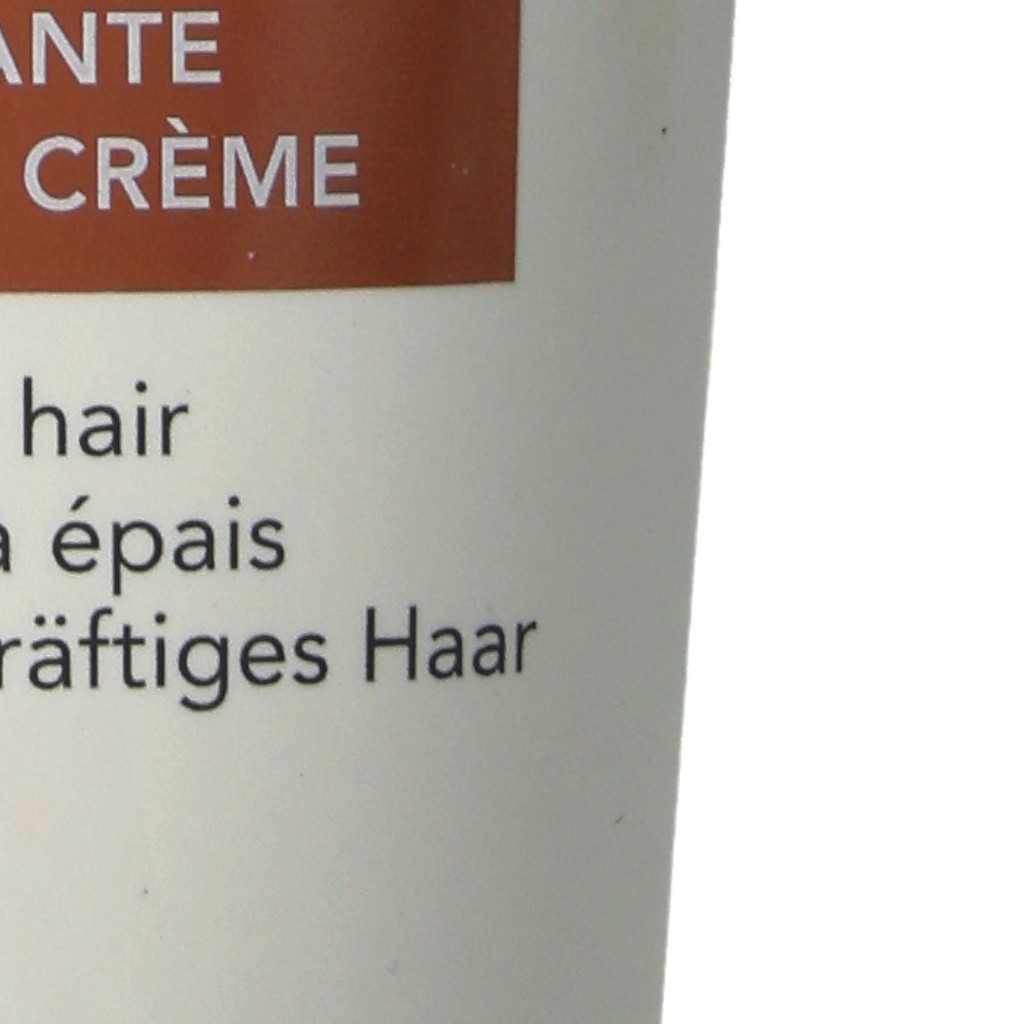 ANTE
CRÈME
hair
a épais
räftiges Haar